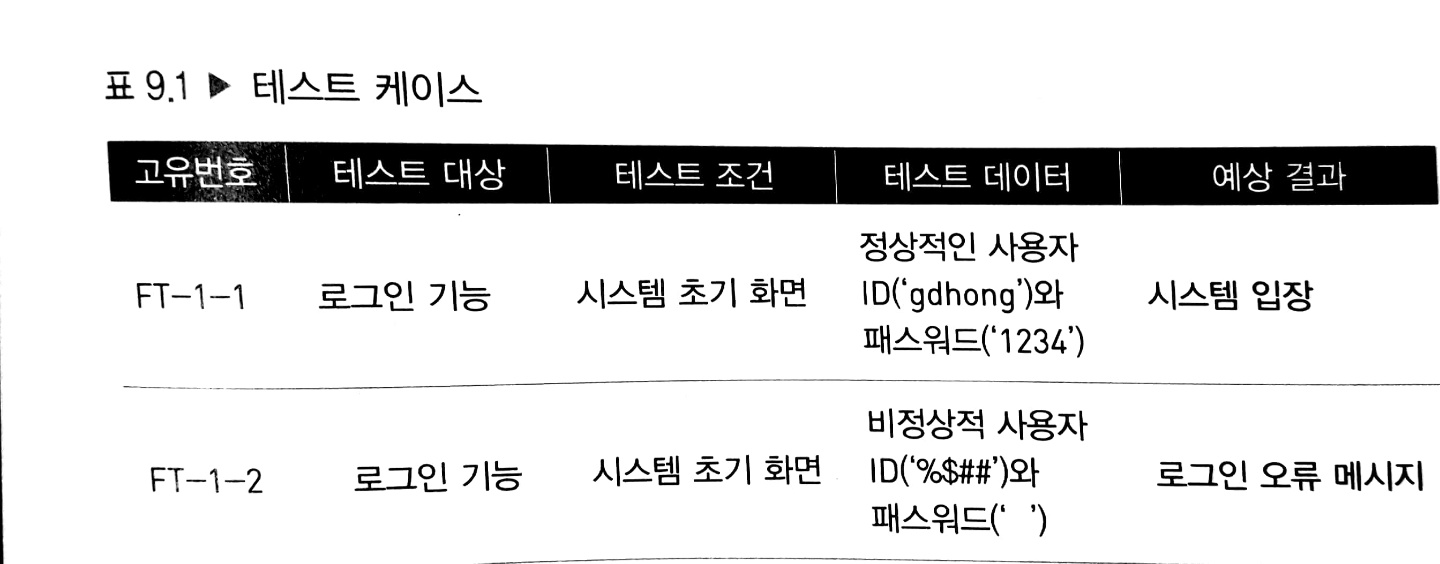 표 9.1 ▶ 테스트 케이스
고유번호 테스트 대상 테스트 조건 테스트 데이터 예상 결과
정상적인 사용자
FT-1-1 로그인 기능 시스템 초기 화면 ID(‘gdhong’)와 시스템 입장
패스워드(‘1234’)
비정상적 사용자
FT-1-2 로그인 기능 시스템 초기 화면 ID(‘%$##’)와 로그인 오류 메시지
패스워드(‘ ’)